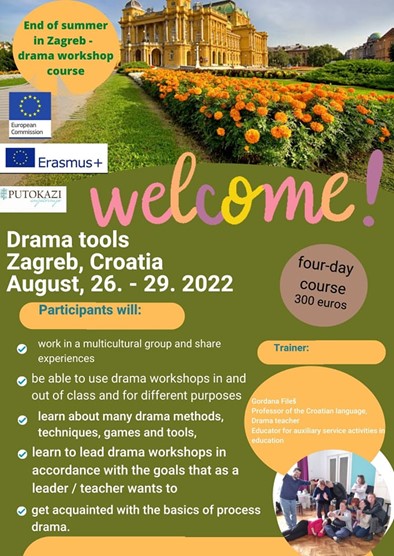 End of summer
in Zagreb -
drama workshop
course
European
Commission
Erasmus+
PUTOKAZI
welcome!
Drama tools
Zagreb, Croatia
August, 26. - 29. 2022
four-day
course
300 euros
Participants will:
work in a multicultural group and share
experiences
be able to use drama workshops in and
out of class and for different purposes
learn about many drama methods,
techniques, games and tools,
learn to lead drama workshops in
accordance with the goals that as a
leader / teacher wants to
get acquainted with the basics of process
drama.
Trainer:
Gordana Fileš
Professor of the Croatian language,
Drama teacher
Educator for auxiliary service activities in
education